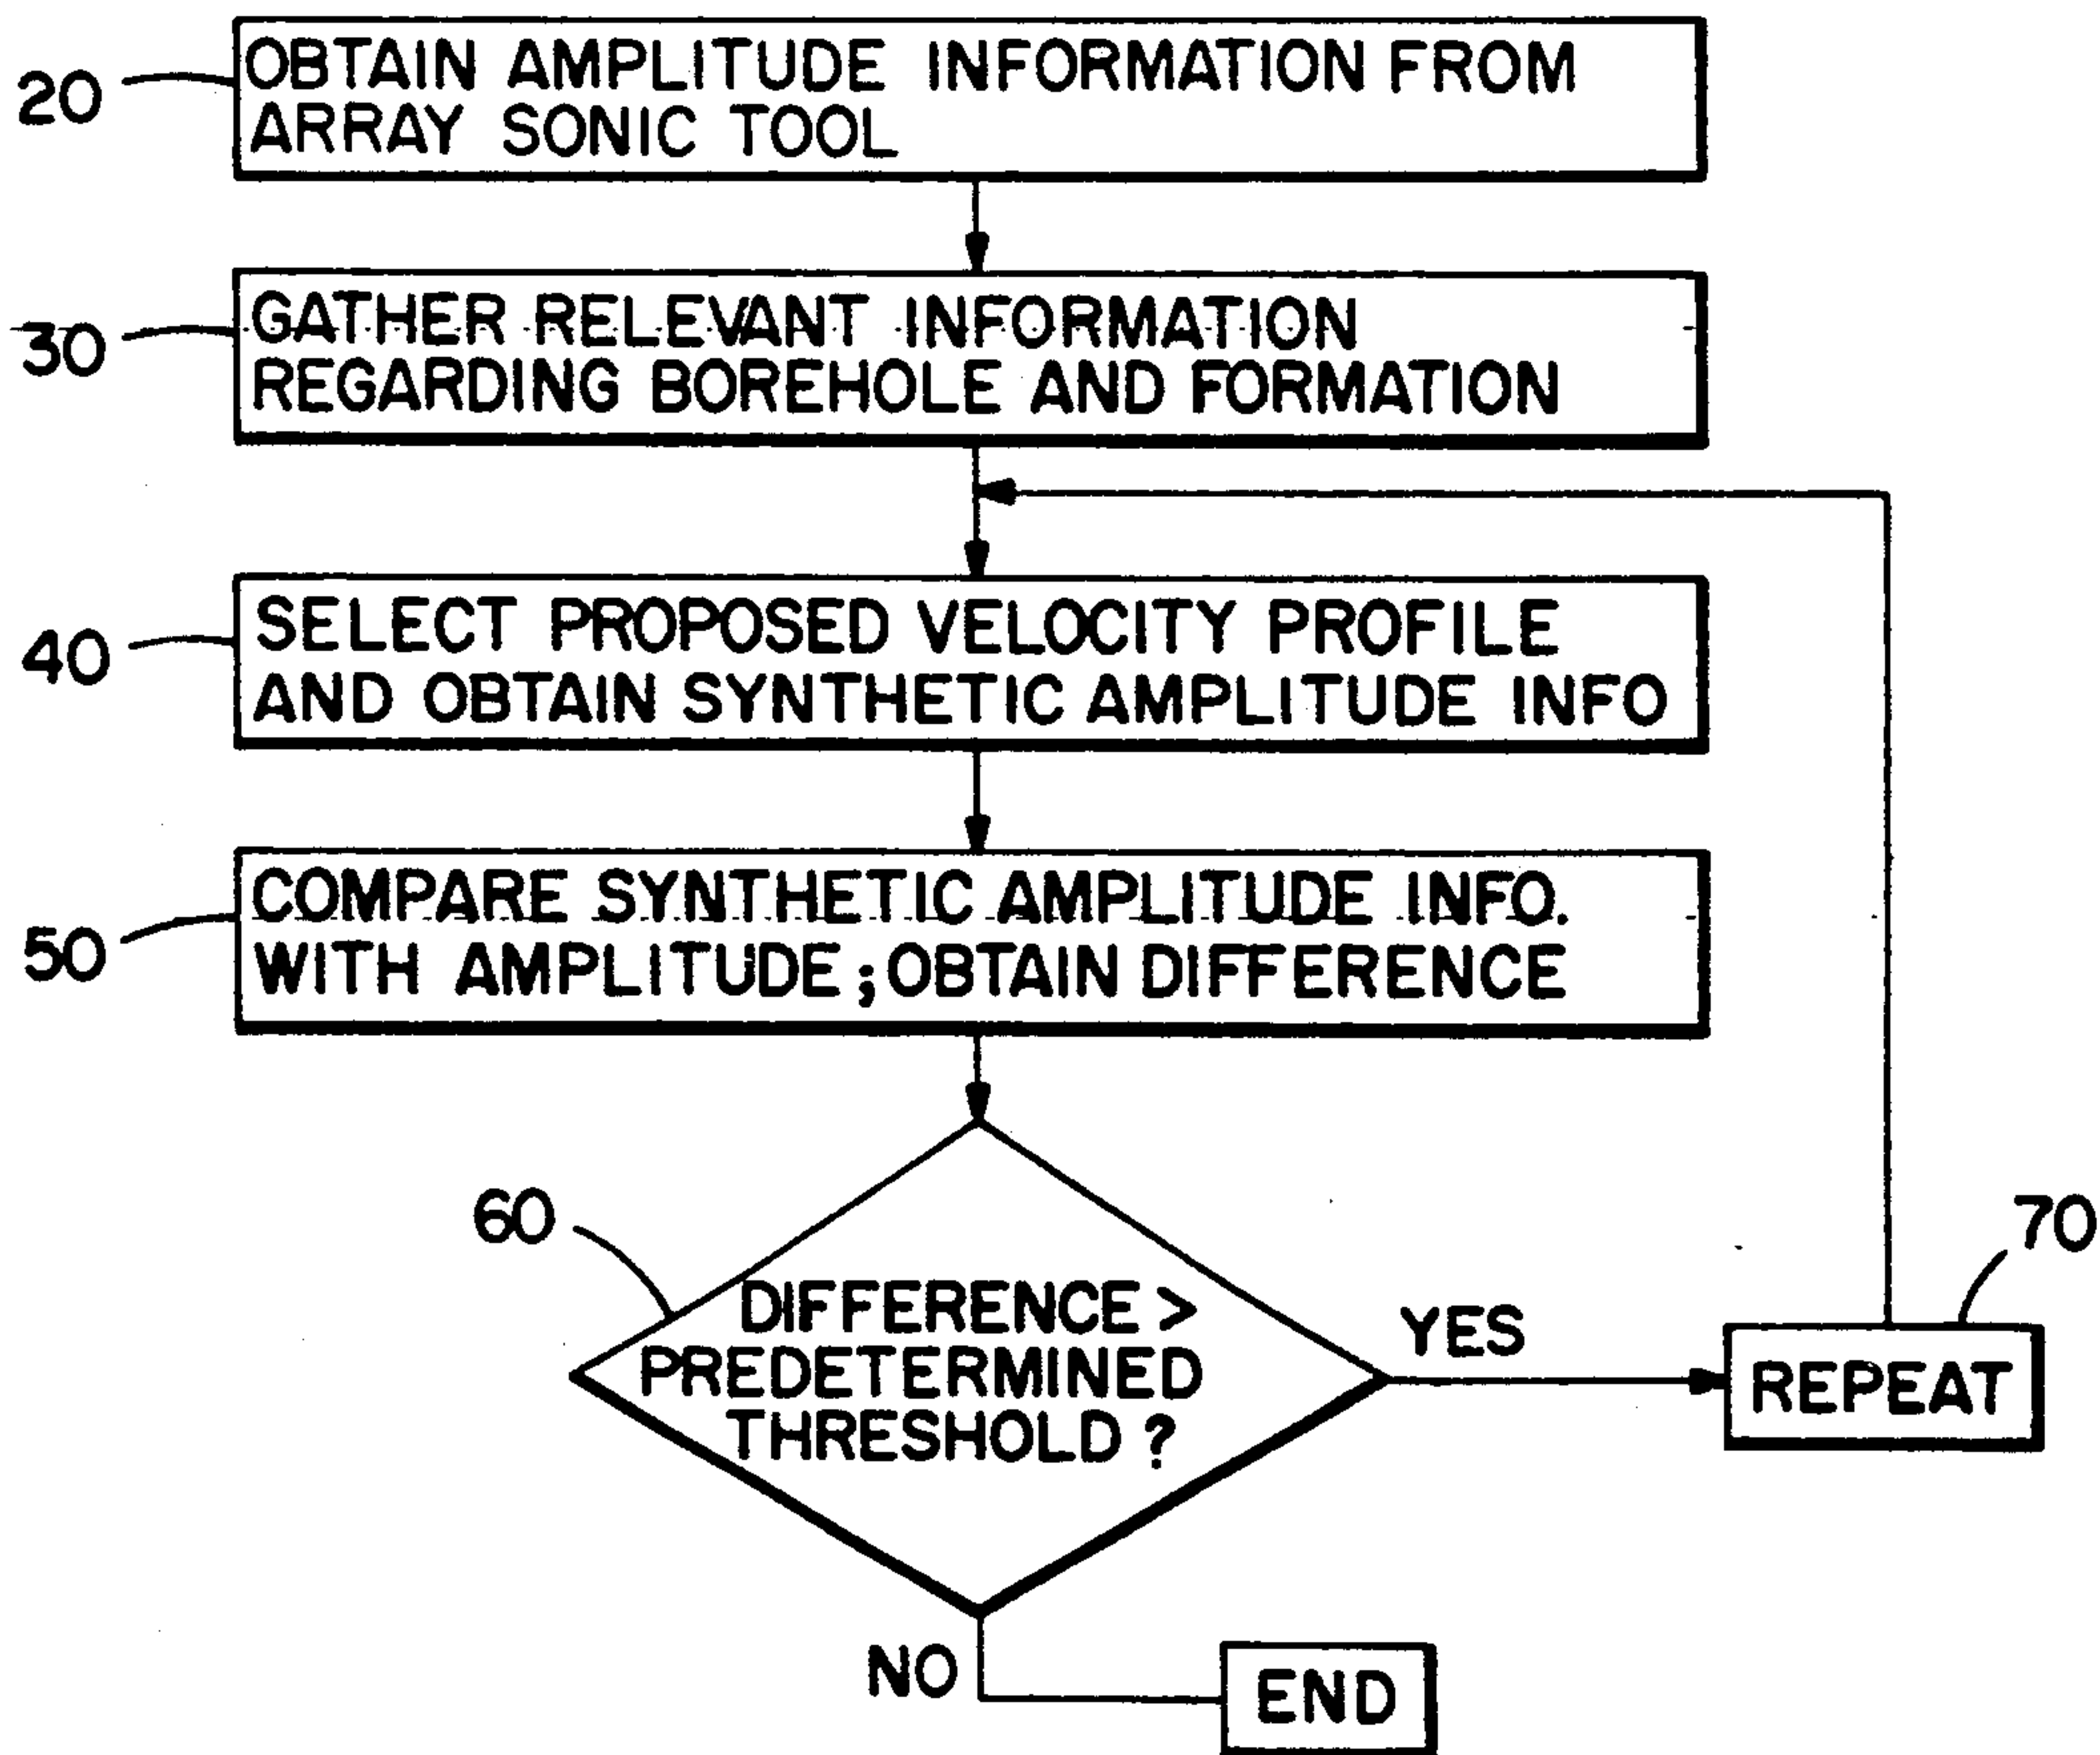 20
OBTAIN AMPLITUDE INFORMATION FROM
ARRAY SONIC TOOL
30
GATHER RELEVANT INFORMATION
REGARDING BOREHOLE AND FORMATION
40
SELECT PROPOSED VELOCITY PROFILE
AND OBTAIN SYNTHETIC AMPLITUDE INFO
50
COMPARE SYNTHETIC AMPLITUDE INFO.
WITH AMPLITUDE; OBTAIN DIFFERENCE
60
DIFFERENCE >
PREDETERMINED
THRESHOLD ?
YES
70
REPEAT
NO
END